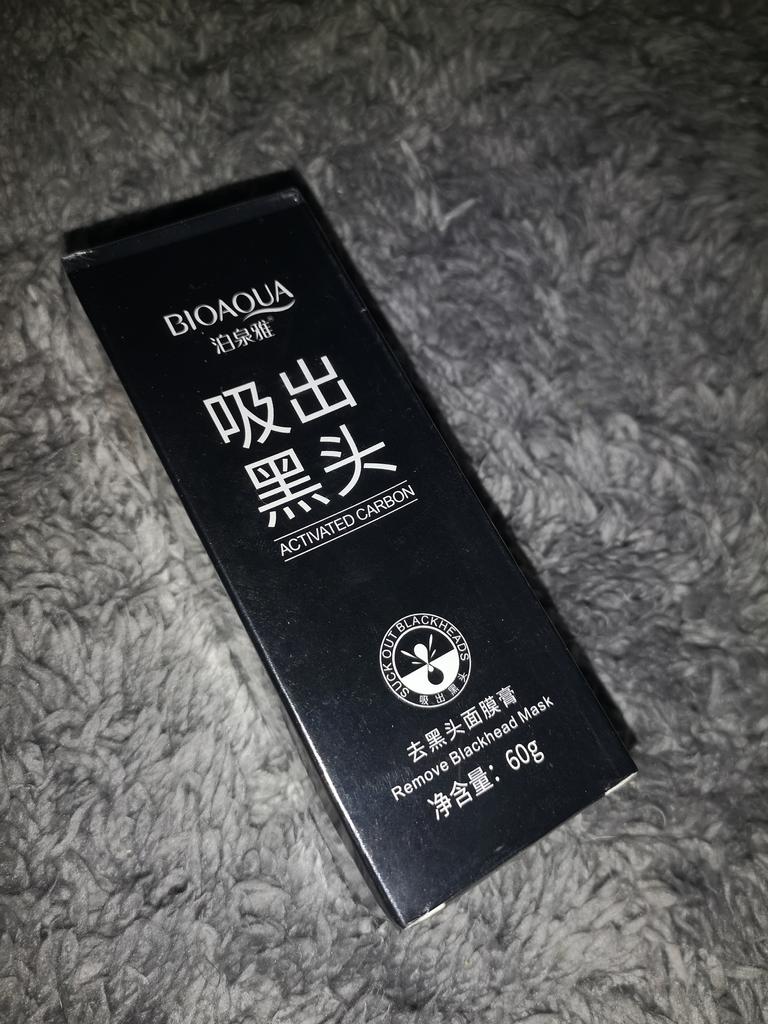 BIOAQUA
泊泉雅®
吸出
黑头
ACTIVATED CARBON
SUCK OUT BLACKHEADS
吸出黑头
去黑头面膜膏
Remove Blackhead Mask
净含量：60g